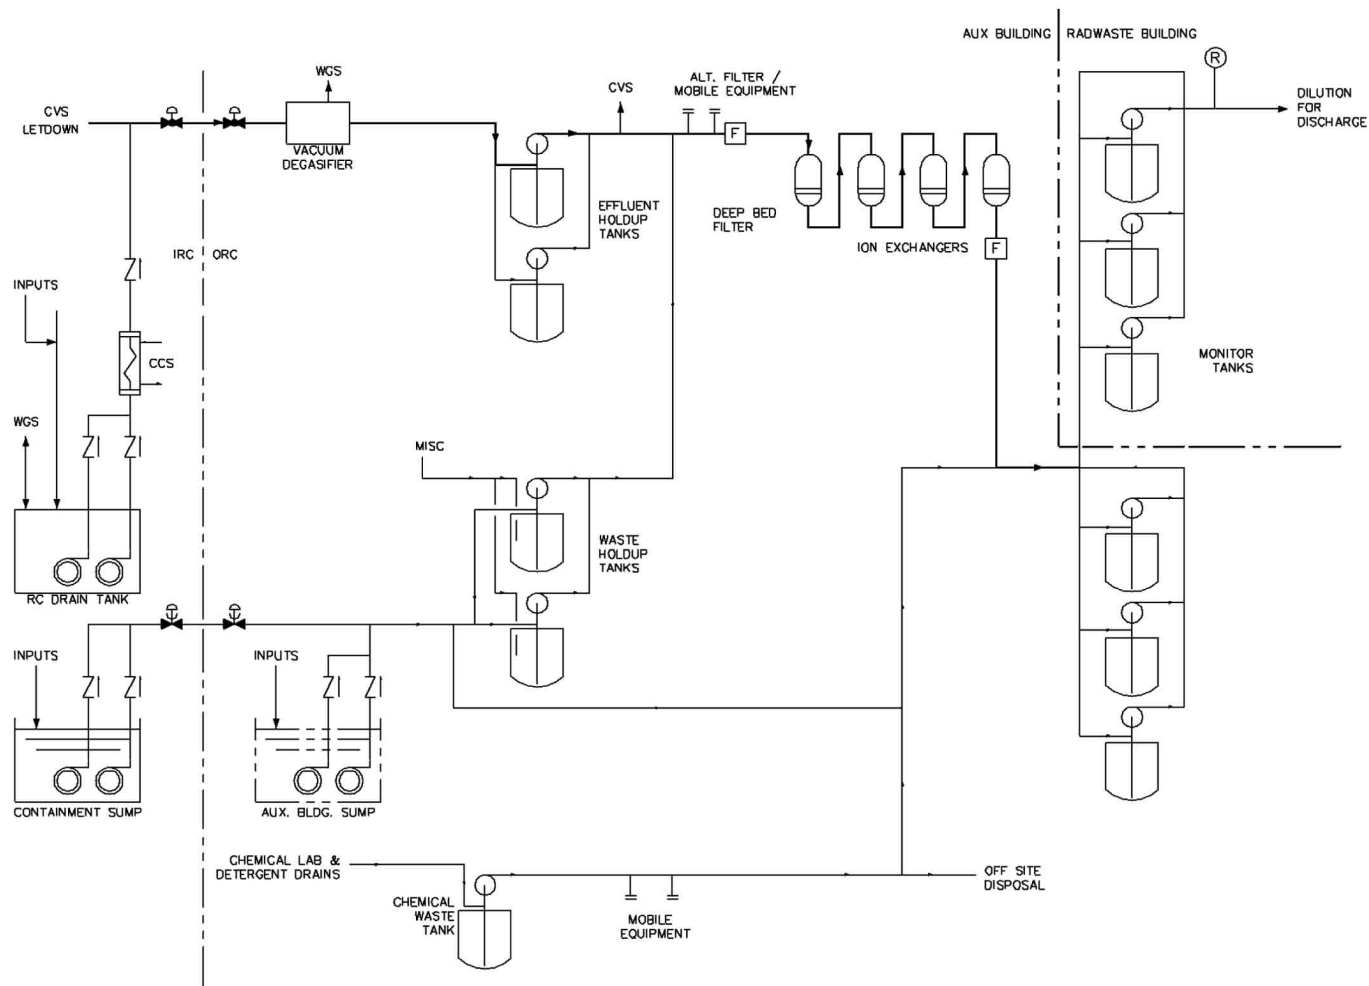 AUX BUILDING
RADWASTE BUILDING
R
WGS
ALT. FILTER /
MOBILE EQUIPMENT
CVS
DILUTION
FOR
DISCHARGE
CVS
LETDOWN
F
VACUUM
DEGASIFIER
EFFLUENT
HOLDUP
TANKS
DEEP BED
FILTER
ION EXCHANGERS
F
IRC
ORC
INPUTS
CCS
MONITOR
TANKS
WGS
MISC
WASTE
HOLDUP
TANKS
RC DRAIN TANK
INPUTS
INPUTS
CONTAINMENT SUMP
AUX. BLDG. SUMP
CHEMICAL LAB &
DETERGENT DRAINS
OFF SITE
DISPOSAL
CHEMICAL
WASTE
TANK
MOBILE
EQUIPMENT